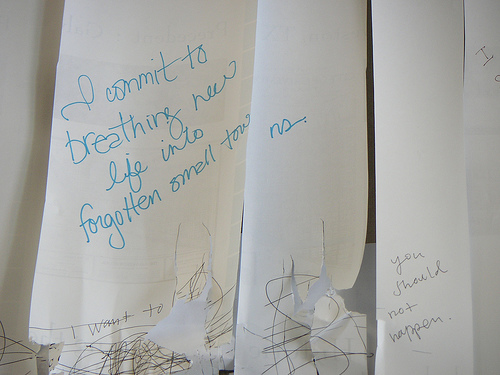 I commit to
breathing new
life into
forgotten small towns.
I want to
you
should
not
happen.
I